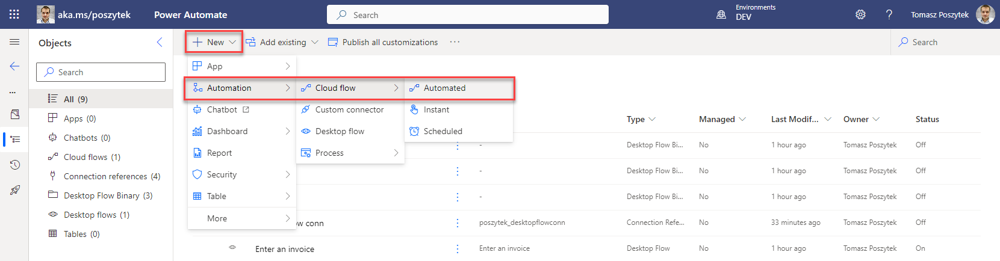 aka.ms/poszytek Power Automate Search Environments
DEV ? Tomasz Poszytek
Objects
Search
All (9)
Apps (0)
Chatbots (0)
Cloud flows (1)
Connection references (4)
Desktop Flow Binary (3)
Desktop flows (1)
Tables (0)
New Add existing Publish all customizations ... Search
App
Automation
Chatbot
Dashboard
Report
Security
Table
More
Cloud flow
Custom connector
Desktop flow
Process
Automated
Instant
Scheduled
Type Managed Last Modif... Owner Status
- Desktop Flow Bi... No 1 hour ago Tomasz Poszytek Off
- Desktop Flow Bi... No 1 hour ago Tomasz Poszytek Off
- Desktop Flow Bi... No 1 hour ago Tomasz Poszytek Off
conn poszytek_desktopflowconn Connection Refe... No 33 minutes ago Tomasz Poszytek Off
Enter an invoice Enter an invoice Desktop Flow No 1 hour ago Tomasz Poszytek On